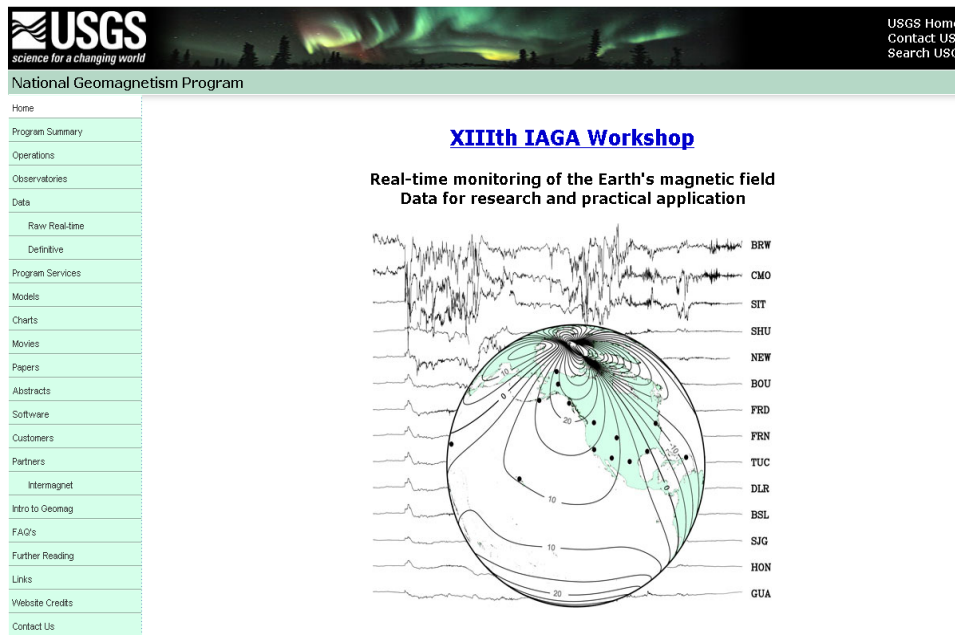 USGS
science for a changing world
USGS Home
Contact US
Search USG
National Geomagnetism Program
Home
Program Summary
Operations
Observatories
Data
Raw Real-time
Definitive
Program Services
Models
Charts
Movies
Papers
Abstracts
Software
Customers
Partners
Intermagnet
Intro to Geomag
FAQ's
Further Reading
Links
Website Credits
Contact Us
XIIIth IAGA Workshop
Real-time monitoring of the Earth's magnetic field
Data for research and practical application
BRW
CMO
SIT
SHU
NEW
BOU
FRD
FRN
TUC
DLR
BSL
SJG
HON
GUA
10
0
20
-10
0
10
10
20